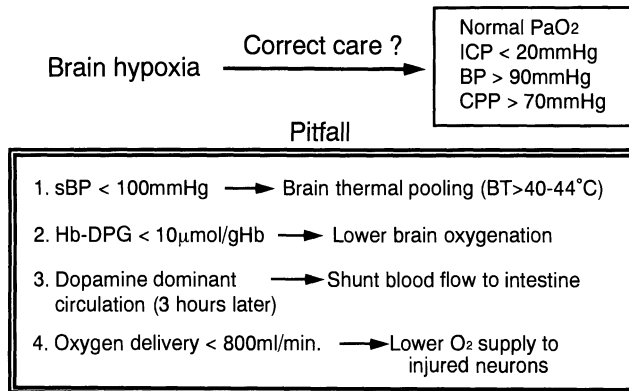 Brain hypoxia
Correct care ?
Normal PaO2
ICP < 20mmHg
BP > 90mmHg
CPP > 70mmHg
Pitfall
1. sBP < 100mmHg → Brain thermal pooling (BT>40-44°C)
2. Hb-DPG < 10μmol/gHb → Lower brain oxygenation
3. Dopamine dominant → Shunt blood flow to intestine
circulation (3 hours later)
4. Oxygen delivery < 800ml/min. → Lower O2 supply to
injured neurons